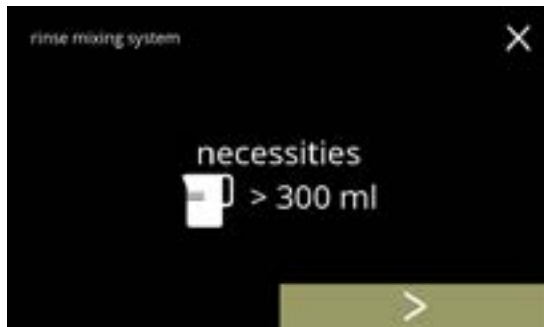 rinse mixing system
necessities
> 300 ml